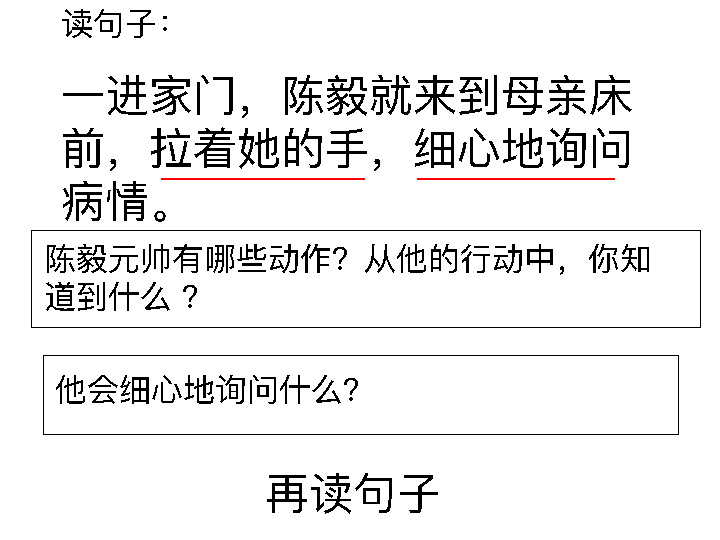 读句子：
一进家门，陈毅就来到母亲床
前，拉着她的手，细心地询问
病情。
陈毅元帅有哪些动作？从他的行动中，你知
道到什么 ？
他会细心地询问什么？
再读句子